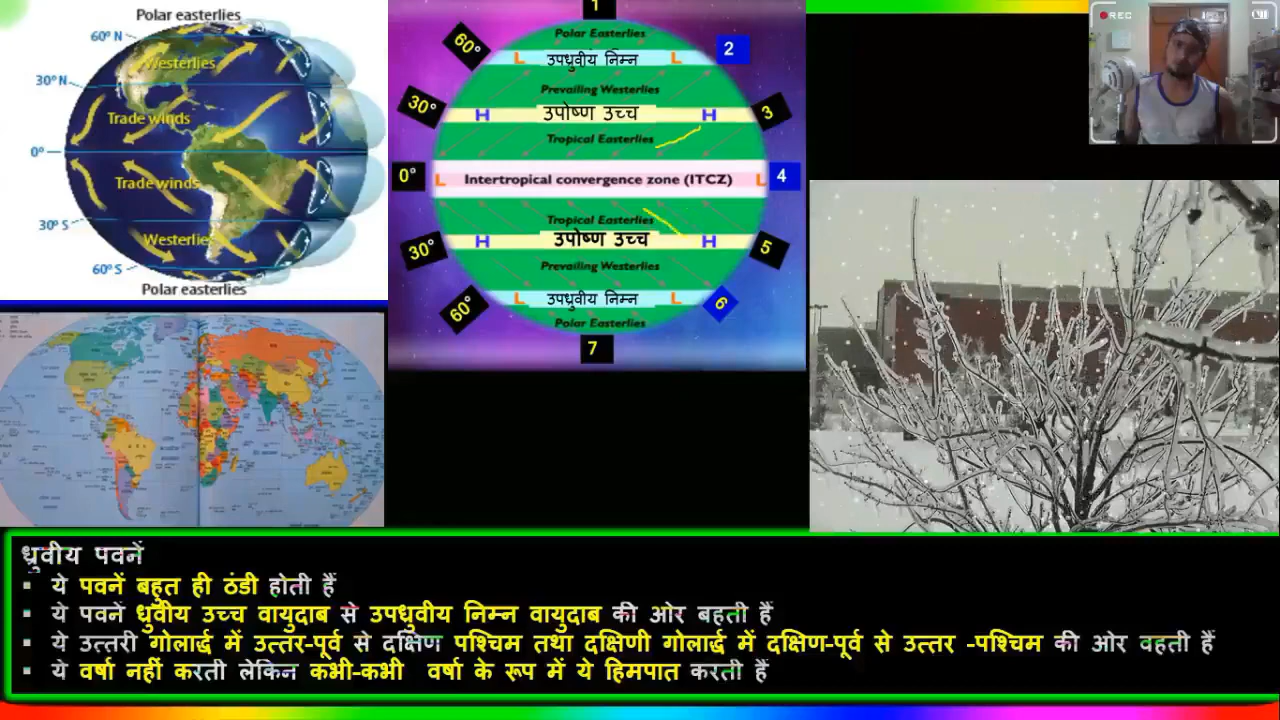 Polar easterlies
60° N
Westerlies
30° N
Trade winds
0°
Trade winds
30° S
Westerlies
60° S
Polar easterlies
1
Polar Easterlies
60°
L उपध्रुवीय निम्न L
2
Prevailing Westerlies
30°
H उपोष्ण उच्च H
3
Tropical Easterlies
0°
L Intertropical convergence zone (ITCZ) L
4
Tropical Easterlies
30°
H उपोष्ण उच्च H
5
Prevailing Westerlies
60°
L उपध्रुवीय निम्न L
6
Polar Easterlies
7
REC
ध्रुवीय पवनें
▪ ये पवनें बहुत ही ठंडी होती हैं
▪ ये पवनें ध्रुवीय उच्च वायुदाब से उपध्रुवीय निम्न वायुदाब की ओर बहती हैं
▪ ये उत्तरी गोलार्द्ध में उत्तर-पूर्व से दक्षिण पश्चिम तथा दक्षिणी गोलार्द्ध में दक्षिण-पूर्व से उत्तर -पश्चिम की ओर वहती हैं
▪ ये वर्षा नहीं करती लेकिन कभी-कभी वर्षा के रूप में ये हिमपात करती हैं